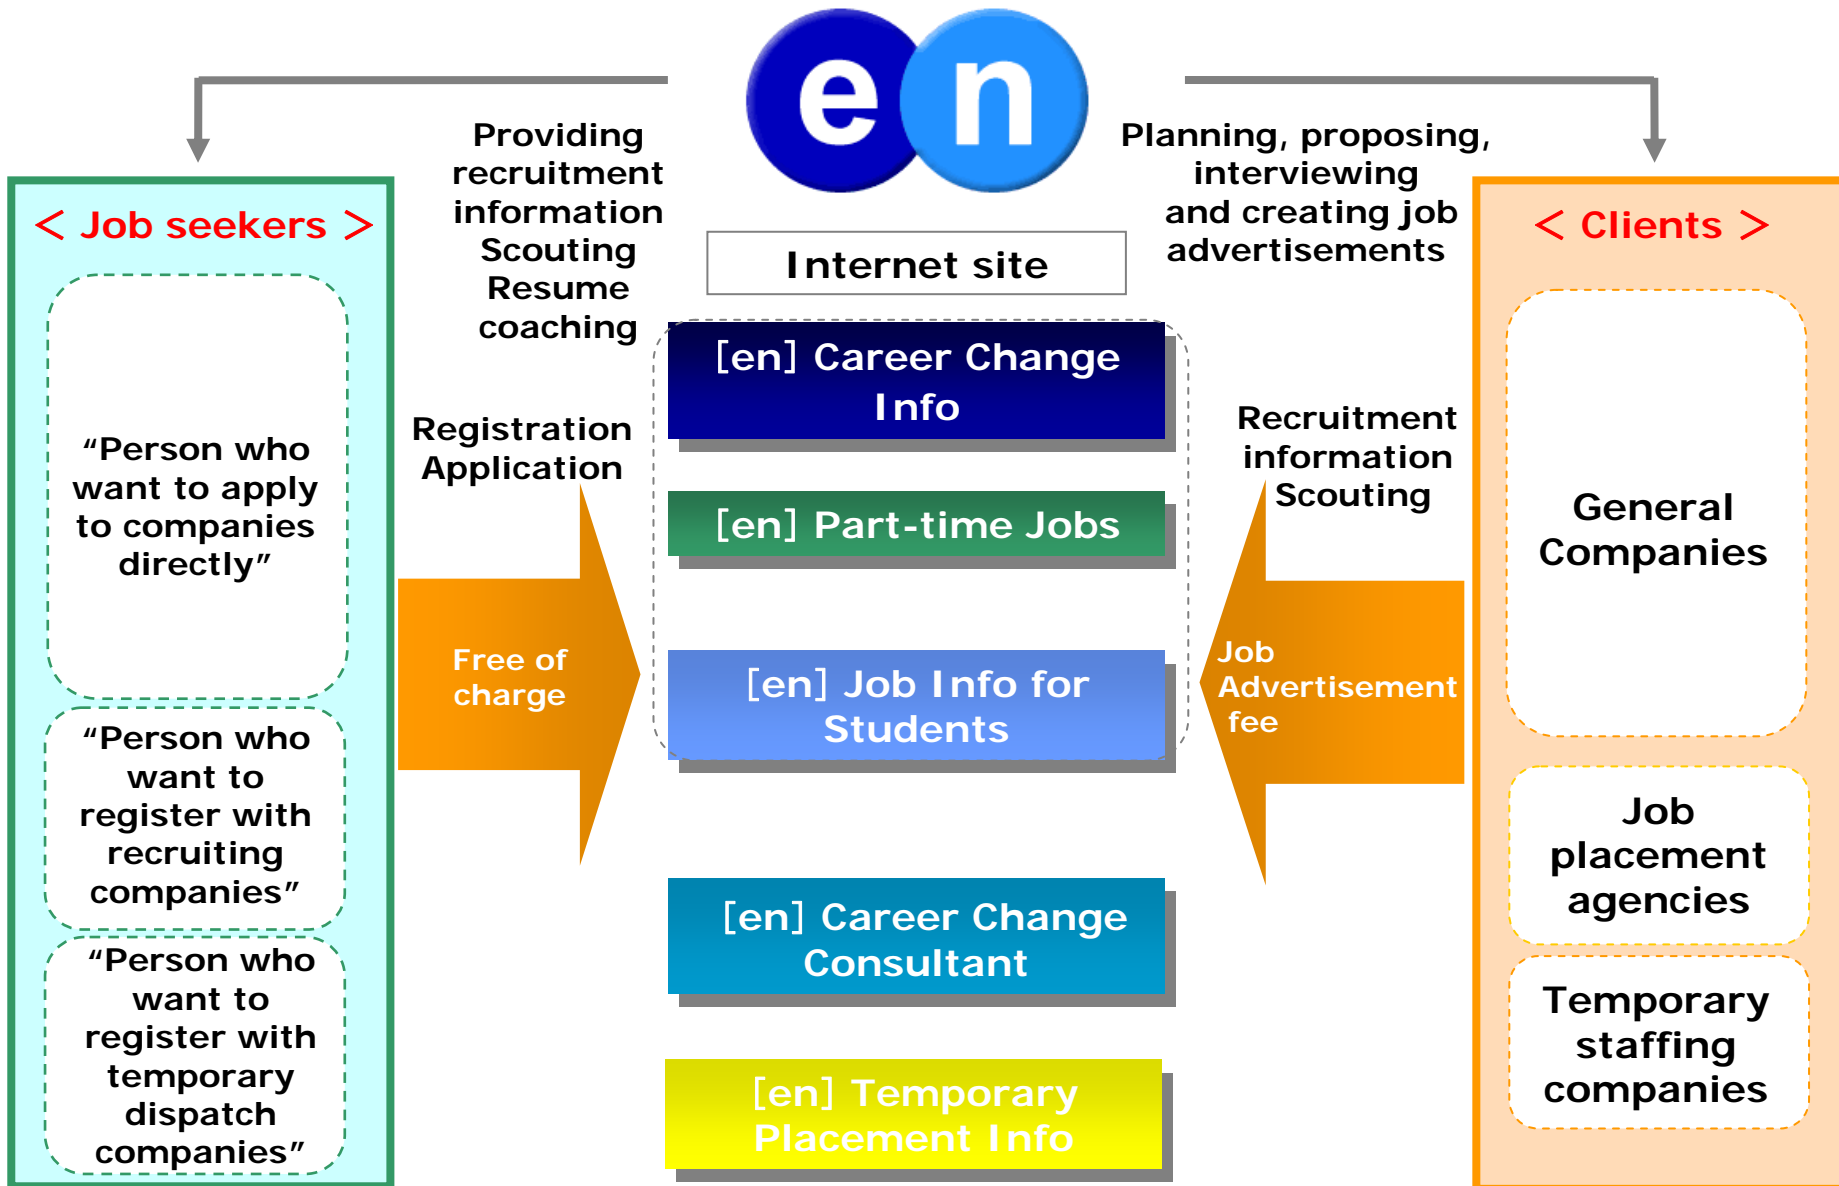 en
Providing
recruitment
information
Scouting
Resume
coaching
Planning, proposing,
interviewing
and creating job
advertisements
< Job seekers >
“Person who
want to apply
to companies
directly”
“Person who
want to
register with
recruiting
companies”
“Person who
want to
register with
temporary
dispatch
companies”
Registration
Application
Free of
charge
Internet site
[en] Career Change
Info
[en] Part-time Jobs
[en] Job Info for
Students
[en] Career Change
Consultant
[en] Temporary
Placement Info
Recruitment
information
Scouting
Job
Advertisement
fee
< Clients >
General
Companies
Job
placement
agencies
Temporary
staffing
companies